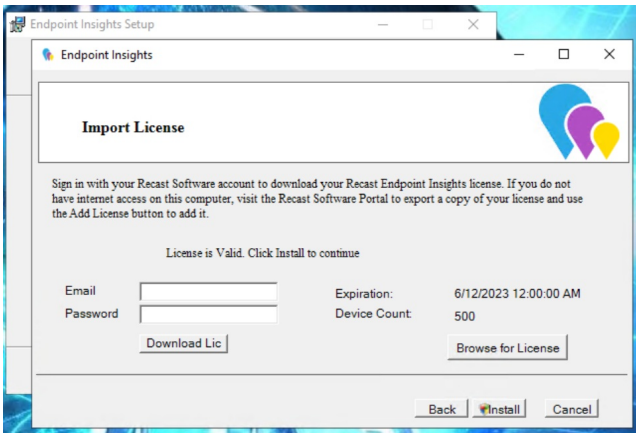 Endpoint Insights Setup
Endpoint Insights
Import License
Sign in with your Recast Software account to download your Recast Endpoint Insights license. If you do not
have internet access on this computer, visit the Recast Software Portal to export a copy of your license and use
the Add License button to add it.
License is Valid. Click Install to continue
Email
Expiration: 6/12/2023 12:00:00 AM
Password
Device Count: 500
Download Lic
Browse for License
Back Install Cancel